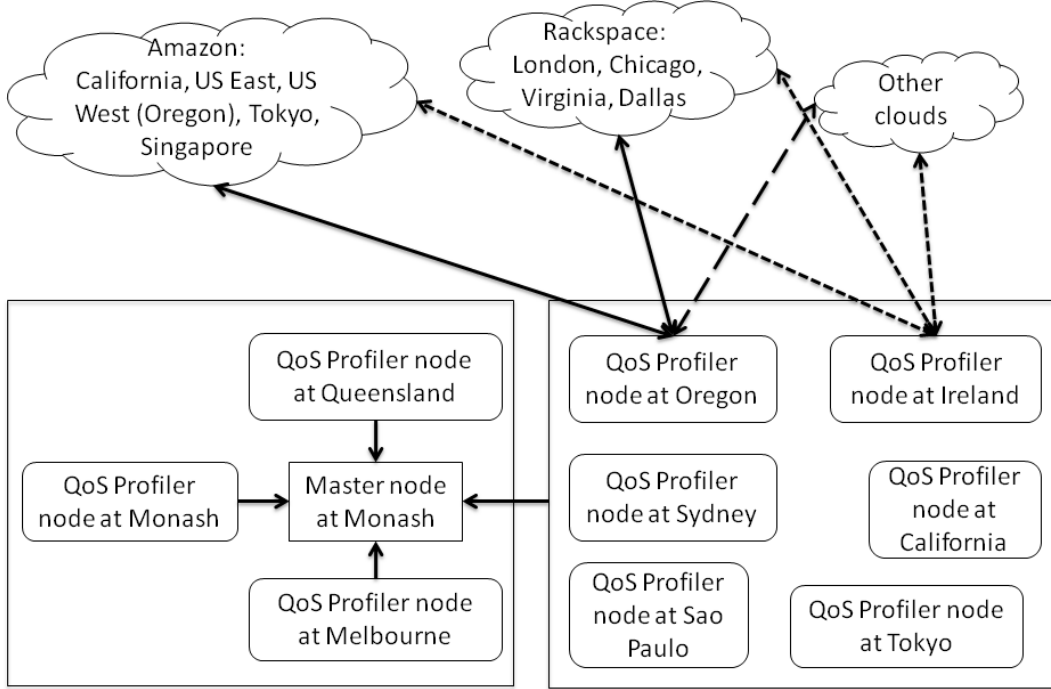 Amazon:
California, US East, US
West (Oregon), Tokyo,
Singapore
Rackspace:
London, Chicago,
Virginia, Dallas
Other
clouds
QoS Profiler node
at Queensland
QoS Profiler
node at Monash
Master node
at Monash
QoS Profiler node
at Melbourne
QoS Profiler
node at Oregon
QoS Profiler
node at Ireland
QoS Profiler
node at Sydney
QoS Profiler
node at
California
QoS Profiler
node at Sao
Paulo
QoS Profiler node
at Tokyo